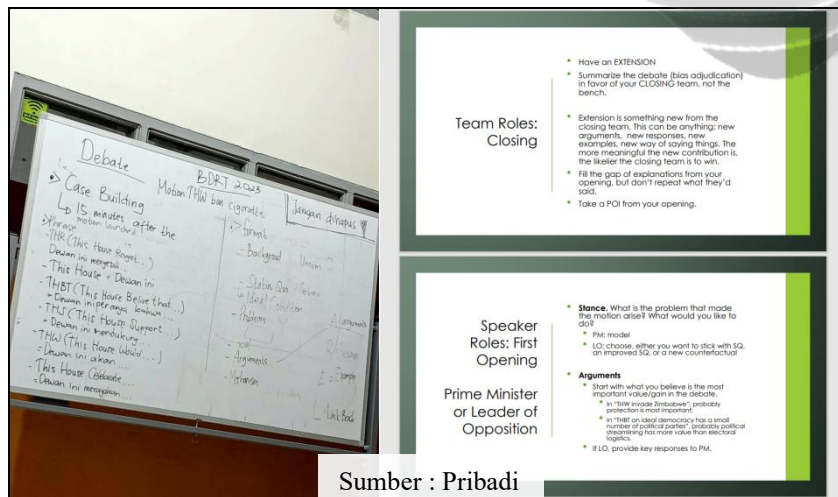 Debate
BDRT 2023
Motion THW ban cigarette
Jangan dihapus
Case Building
15 minutes after the
motion launched
Phrase
- THR (This House Regret ...)
Dewan ini
- This House = Dewan ini
- THBT (This House Believe that ...)
= Dewan ini percaya bahwa ...
- THS (This House Support ...)
= Dewan ini mendukung ...
- THW (This House Would ...)
= Dewan ini akan ...
- This House Celebrate ...
= Dewan ini merayakan ...
format
- Background
Umum
- Status Quo
Ideal Condition
- Problems
- Arguments
- Mechanism
Example
Link Back
Team Roles:
Closing
Have an EXTENSION
Summarize the debate (bias adjudication)
in favor of your CLOSING team, not the
bench.
Extension is something new from the
closing team. This can be anything: new
arguments, new responses, new
examples, new way of saying things. The
more meaningful the new contribution is,
the likelier the closing team is to win.
Fill the gap of explanations from your
opening, but don't repeat what they'd
said.
Take a POI from your opening.
Speaker
Roles: First
Opening
Prime Minister
or Leader of
Opposition
Stance. What is the problem that made
the motion arise? What would you like to
do?
PM: model
LO: choose, either you want to stick with SQ,
an improved SQ, or a new counterfactual
Arguments
Start with what you believe is the most
important value/gain in the debate.
In "THW invade Zimbabwe", probably
protection is most important;
in "THBT an ideal democracy has a small
number of political parties", probably political
streamlining has more value than electoral
logistics.
If LO, provide key responses to PM.
Sumber : Pribadi